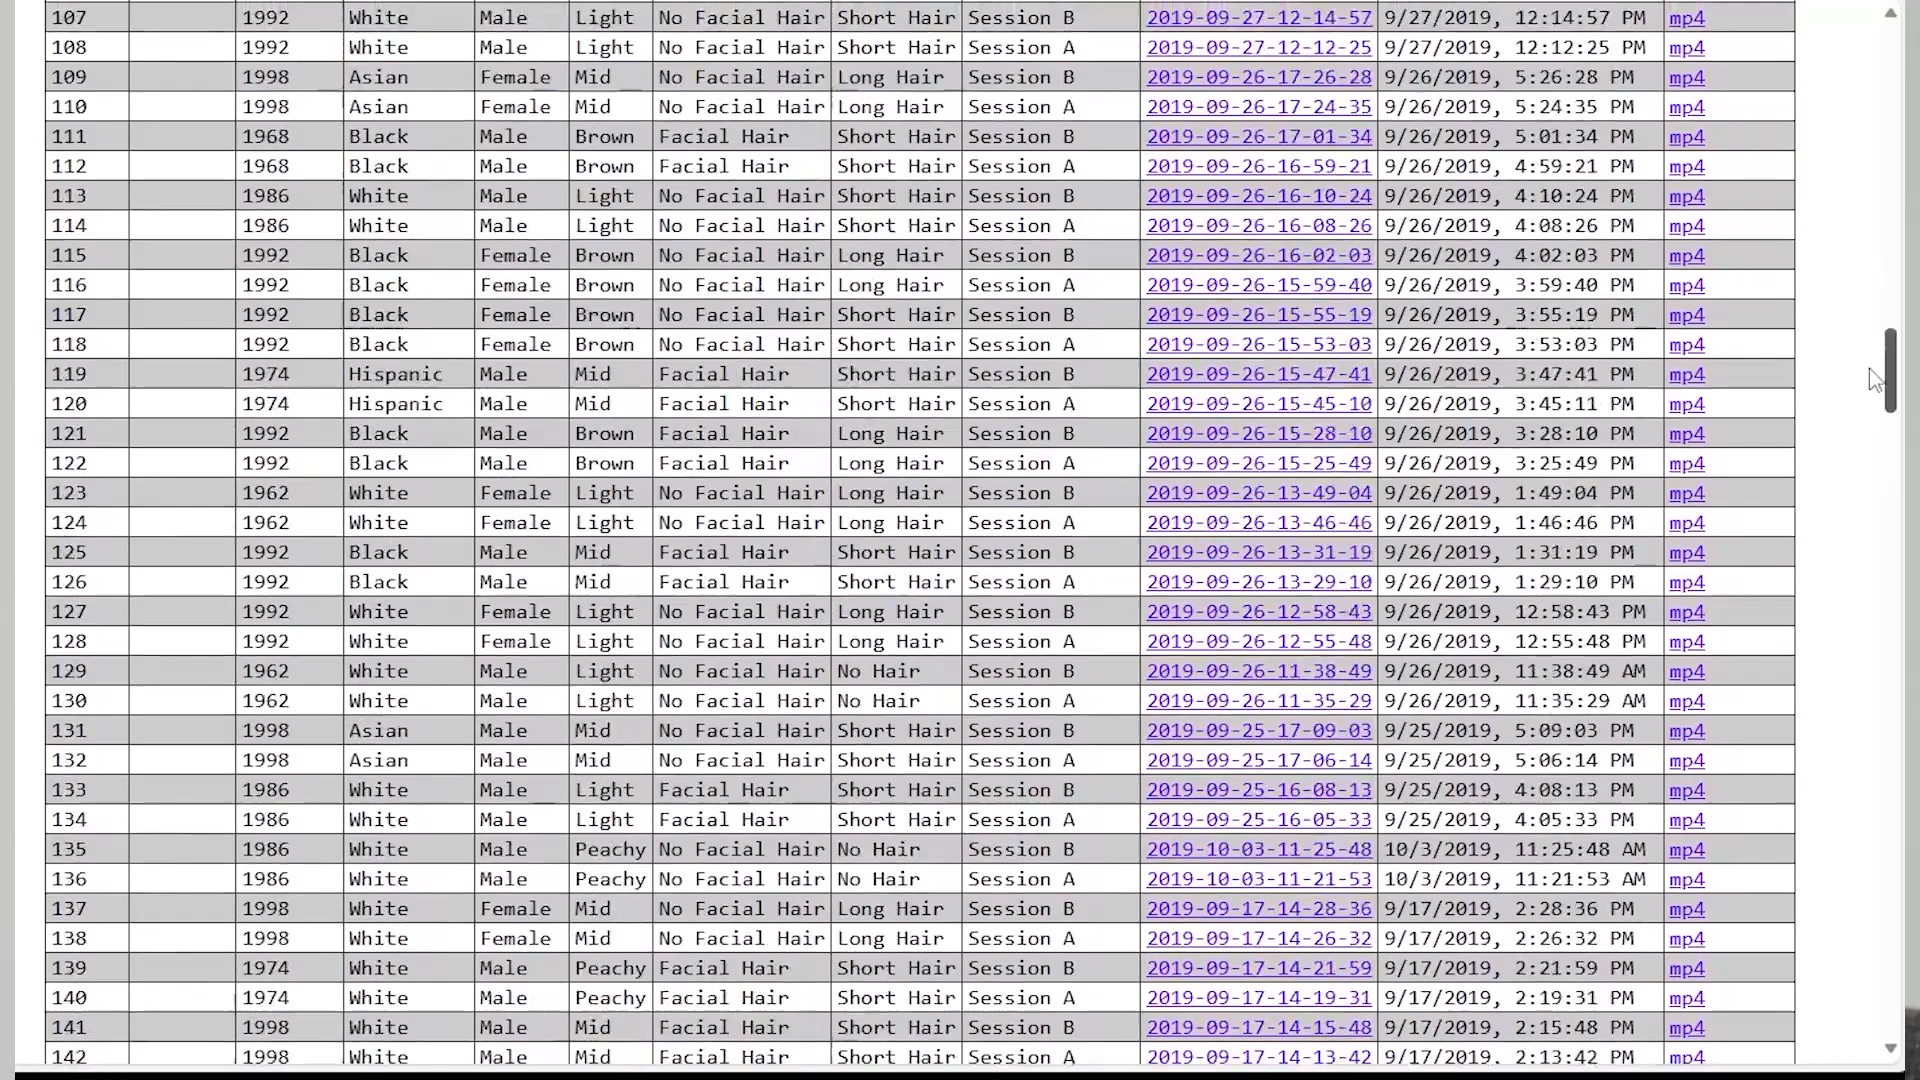 107 1992 White Male Light No Facial Hair Short Hair Session B 2019-09-27-12-14-57 9/27/2019, 12:14:57 PM mp4
108 1992 White Male Light No Facial Hair Short Hair Session A 2019-09-27-12-12-25 9/27/2019, 12:12:25 PM mp4
109 1998 Asian Female Mid No Facial Hair Long Hair Session B 2019-09-26-17-26-28 9/26/2019, 5:26:28 PM mp4
110 1998 Asian Female Mid No Facial Hair Long Hair Session A 2019-09-26-17-24-35 9/26/2019, 5:24:35 PM mp4
111 1968 Black Male Brown Facial Hair Short Hair Session B 2019-09-26-17-01-34 9/26/2019, 5:01:34 PM mp4
112 1968 Black Male Brown Facial Hair Short Hair Session A 2019-09-26-16-59-21 9/26/2019, 4:59:21 PM mp4
113 1986 White Male Light No Facial Hair Short Hair Session B 2019-09-26-16-10-24 9/26/2019, 4:10:24 PM mp4
114 1986 White Male Light No Facial Hair Short Hair Session A 2019-09-26-16-08-26 9/26/2019, 4:08:26 PM mp4
115 1992 Black Female Brown No Facial Hair Long Hair Session B 2019-09-26-16-02-03 9/26/2019, 4:02:03 PM mp4
116 1992 Black Female Brown No Facial Hair Long Hair Session A 2019-09-26-15-59-40 9/26/2019, 3:59:40 PM mp4
117 1992 Black Female Brown No Facial Hair Short Hair Session B 2019-09-26-15-55-19 9/26/2019, 3:55:19 PM mp4
118 1992 Black Female Brown No Facial Hair Short Hair Session A 2019-09-26-15-53-03 9/26/2019, 3:53:03 PM mp4
119 1974 Hispanic Male Mid Facial Hair Short Hair Session B 2019-09-26-15-47-41 9/26/2019, 3:47:41 PM mp4
120 1974 Hispanic Male Mid Facial Hair Short Hair Session A 2019-09-26-15-45-10 9/26/2019, 3:45:11 PM mp4
121 1992 Black Male Brown Facial Hair Long Hair Session B 2019-09-26-15-28-10 9/26/2019, 3:28:10 PM mp4
122 1992 Black Male Brown Facial Hair Long Hair Session A 2019-09-26-15-25-49 9/26/2019, 3:25:49 PM mp4
123 1962 White Female Light No Facial Hair Long Hair Session B 2019-09-26-13-49-04 9/26/2019, 1:49:04 PM mp4
124 1962 White Female Light No Facial Hair Long Hair Session A 2019-09-26-13-46-46 9/26/2019, 1:46:46 PM mp4
125 1992 Black Male Mid Facial Hair Short Hair Session B 2019-09-26-13-31-19 9/26/2019, 1:31:19 PM mp4
126 1992 Black Male Mid Facial Hair Short Hair Session A 2019-09-26-13-29-10 9/26/2019, 1:29:10 PM mp4
127 1992 White Female Light No Facial Hair Long Hair Session B 2019-09-26-12-58-43 9/26/2019, 12:58:43 PM mp4
128 1992 White Female Light No Facial Hair Long Hair Session A 2019-09-26-12-55-48 9/26/2019, 12:55:48 PM mp4
129 1962 White Male Light No Facial Hair No Hair Session B 2019-09-26-11-38-49 9/26/2019, 11:38:49 AM mp4
130 1962 White Male Light No Facial Hair No Hair Session A 2019-09-26-11-35-29 9/26/2019, 11:35:29 AM mp4
131 1998 Asian Male Mid No Facial Hair Short Hair Session B 2019-09-25-17-09-03 9/25/2019, 5:09:03 PM mp4
132 1998 Asian Male Mid No Facial Hair Short Hair Session A 2019-09-25-17-06-14 9/25/2019, 5:06:14 PM mp4
133 1986 White Male Light Facial Hair Short Hair Session B 2019-09-25-16-08-13 9/25/2019, 4:08:13 PM mp4
134 1986 White Male Light Facial Hair Short Hair Session A 2019-09-25-16-05-33 9/25/2019, 4:05:33 PM mp4
135 1986 White Male Peachy No Facial Hair No Hair Session B 2019-10-03-11-25-48 10/3/2019, 11:25:48 AM mp4
136 1986 White Male Peachy No Facial Hair No Hair Session A 2019-10-03-11-21-53 10/3/2019, 11:21:53 AM mp4
137 1998 White Female Mid No Facial Hair Long Hair Session B 2019-09-17-14-28-36 9/17/2019, 2:28:36 PM mp4
138 1998 White Female Mid No Facial Hair Long Hair Session A 2019-09-17-14-26-32 9/17/2019, 2:26:32 PM mp4
139 1974 White Male Peachy Facial Hair Short Hair Session B 2019-09-17-14-21-59 9/17/2019, 2:21:59 PM mp4
140 1974 White Male Peachy Facial Hair Short Hair Session A 2019-09-17-14-19-31 9/17/2019, 2:19:31 PM mp4
141 1998 White Male Mid Facial Hair Short Hair Session B 2019-09-17-14-15-48 9/17/2019, 2:15:48 PM mp4
142 1998 White Male Mid Facial Hair Short Hair Session A 2019-09-17-14-13-42 9/17/2019, 2:13:42 PM mp4